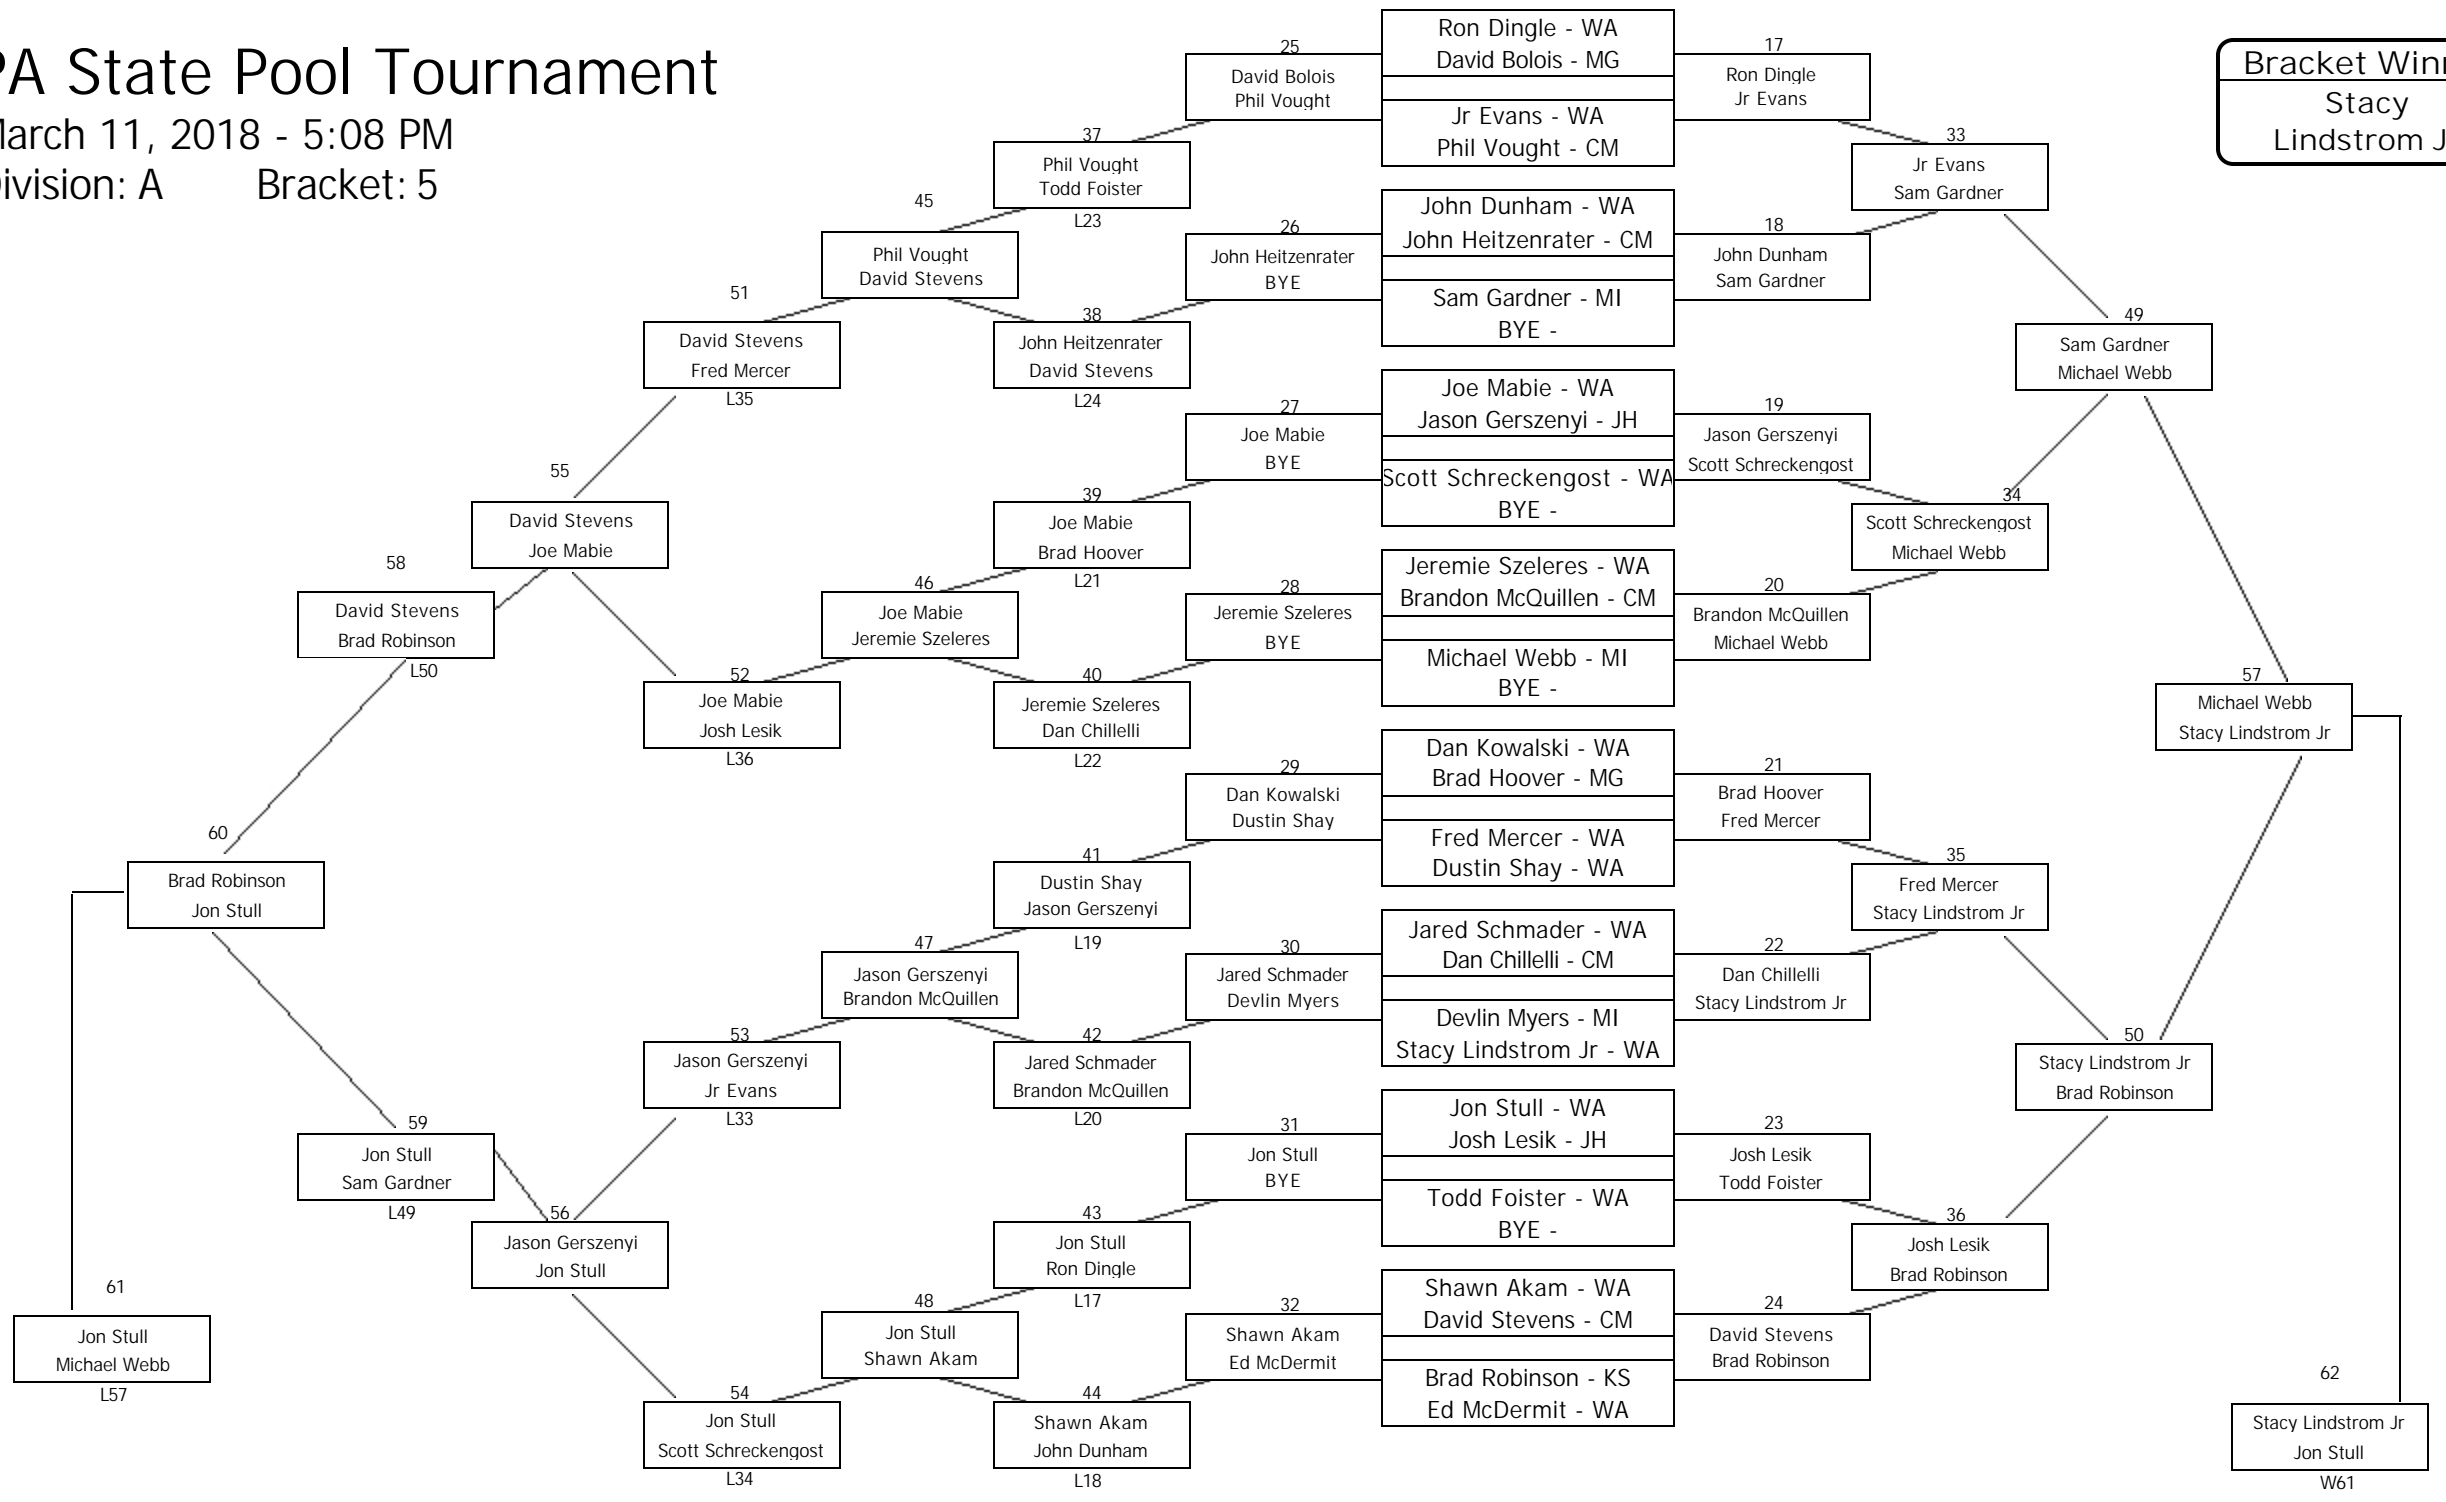 PA State Pool Tournament
March 11, 2018 - 5:08 PM
Division: A Bracket: 5
Bracket Winn
Stacy
Lindstrom J
61
Jon Stull
Michael Webb
L57
60
Brad Robinson
Jon Stull
58
David Stevens
Brad Robinson
L50
59
Jon Stull
Sam Gardner
L49
55
David Stevens
Joe Mabie
56
Jason Gerszenyi
Jon Stull
51
David Stevens
Fred Mercer
L35
52
Joe Mabie
Josh Lesik
L36
53
Jason Gerszenyi
Jr Evans
L33
54
Jon Stull
Scott Schreckengost
L34
45
Phil Vought
David Stevens
46
Joe Mabie
Jeremie Szeleres
47
Jason Gerszenyi
Brandon McQuillen
48
Jon Stull
Shawn Akam
37
Phil Vought
Todd Foister
L23
38
John Heitzenrater
David Stevens
L24
39
Joe Mabie
Brad Hoover
L21
40
Jeremie Szeleres
Dan Chillelli
L22
41
Dustin Shay
Jason Gerszenyi
L19
42
Jared Schmader
Brandon McQuillen
L20
43
Jon Stull
Ron Dingle
L17
44
Shawn Akam
John Dunham
L18
25
David Bolois
Phil Vought
26
John Heitzenrater
BYE
27
Joe Mabie
BYE
28
Jeremie Szeleres
BYE
29
Dan Kowalski
Dustin Shay
30
Jared Schmader
Devlin Myers
31
Jon Stull
BYE
32
Shawn Akam
Ed McDermit
Ron Dingle - WA
David Bolois - MG
Jr Evans - WA
Phil Vought - CM
John Dunham - WA
John Heitzenrater - CM
Sam Gardner - MI
BYE -
Joe Mabie - WA
Jason Gerszenyi - JH
Scott Schreckengost - WA
BYE -
Jeremie Szeleres - WA
Brandon McQuillen - CM
Michael Webb - MI
BYE -
Dan Kowalski - WA
Brad Hoover - MG
Fred Mercer - WA
Dustin Shay - WA
Jared Schmader - WA
Dan Chillelli - CM
Devlin Myers - MI
Stacy Lindstrom Jr - WA
Jon Stull - WA
Josh Lesik - JH
Todd Foister - WA
BYE -
Shawn Akam - WA
David Stevens - CM
Brad Robinson - KS
Ed McDermit - WA
17
Ron Dingle
Jr Evans
18
John Dunham
Sam Gardner
19
Jason Gerszenyi
Scott Schreckengost
20
Brandon McQuillen
Michael Webb
21
Brad Hoover
Fred Mercer
22
Dan Chillelli
Stacy Lindstrom Jr
23
Josh Lesik
Todd Foister
24
David Stevens
Brad Robinson
33
Jr Evans
Sam Gardner
34
Scott Schreckengost
Michael Webb
35
Fred Mercer
Stacy Lindstrom Jr
36
Josh Lesik
Brad Robinson
49
Sam Gardner
Michael Webb
50
Stacy Lindstrom Jr
Brad Robinson
57
Michael Webb
Stacy Lindstrom Jr
62
Stacy Lindstrom Jr
Jon Stull
W61